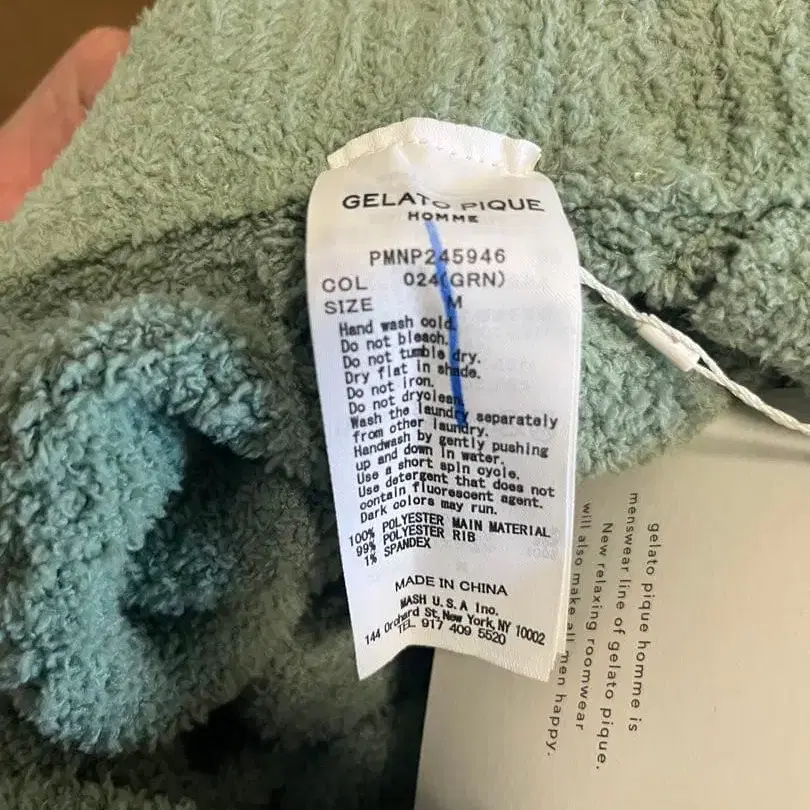 GELATO PIQUE
HOMME
PMNP245946
COL 024(GRN)
SIZE M
Hand wash cold.
Do not bleach.
Do not tumble dry.
Dry flat in shade.
Do not iron.
Do not dryclean.
Wash the laundry separately
from other laundry.
Handwash by gently pushing
up and down in water.
Use a short spin cycle.
Use detergent that does not
contain fluorescent agent.
Dark colors may run.
100% POLYESTER MAIN MATERIAL
99% POLYESTER RIB
1% SPANDEX
MADE IN CHINA
MASH U.S.A Inc.
144 Orchard St, New York, NY 10002
TEL 917 409 5520
gelato pique homme is
menswear line of gelato pique.
New relaxing roomwear
will also make all men happy.